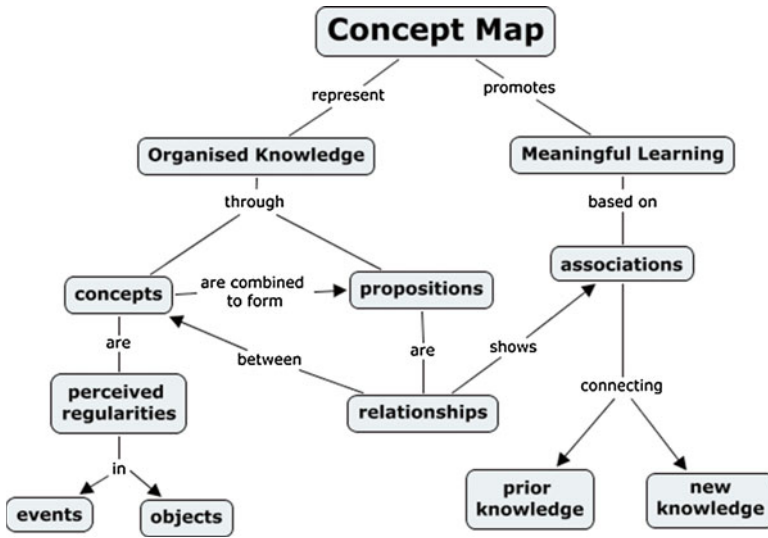 Concept Map
represent
promotes
Organised Knowledge
Meaningful Learning
through
based on
concepts
are combined
to form
propositions
associations
are
between
are
shows
perceived
regularities
relationships
connecting
in
events
objects
prior
knowledge
new
knowledge